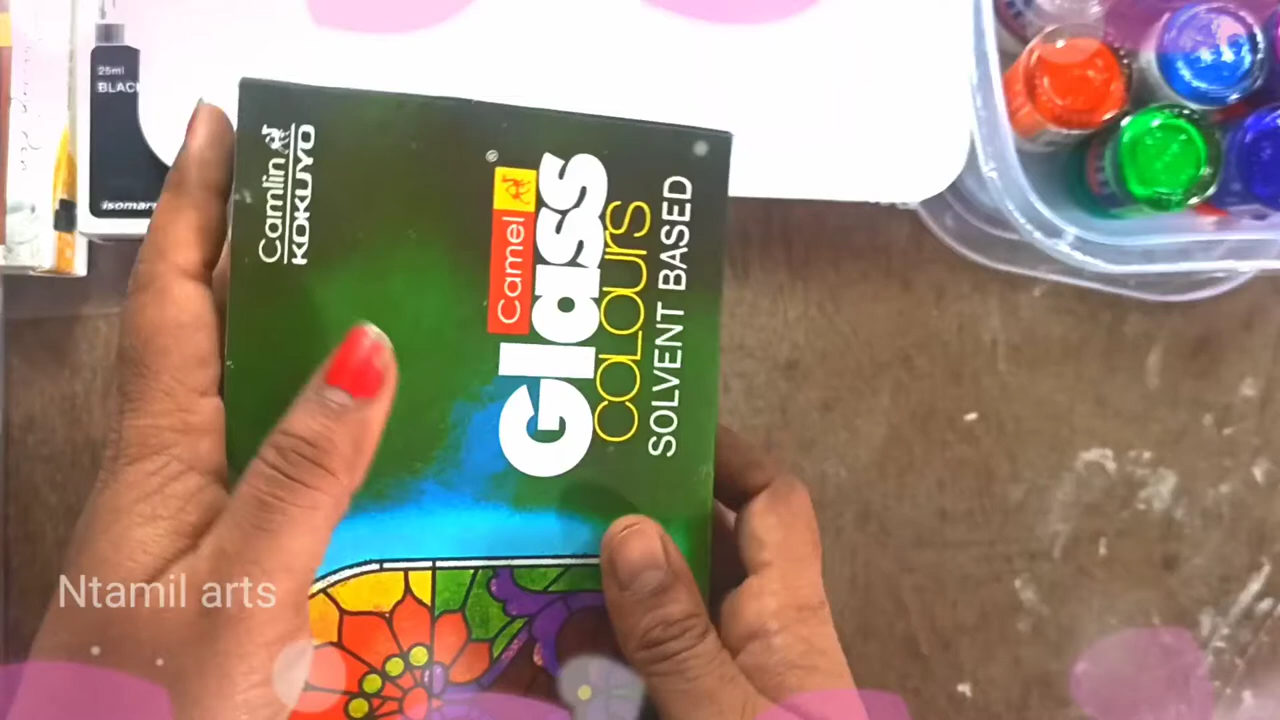 25ml
BLACK
Camlin
KOKUYO
Camel
Glass
COLOURS
SOLVENT BASED
Ntamil arts